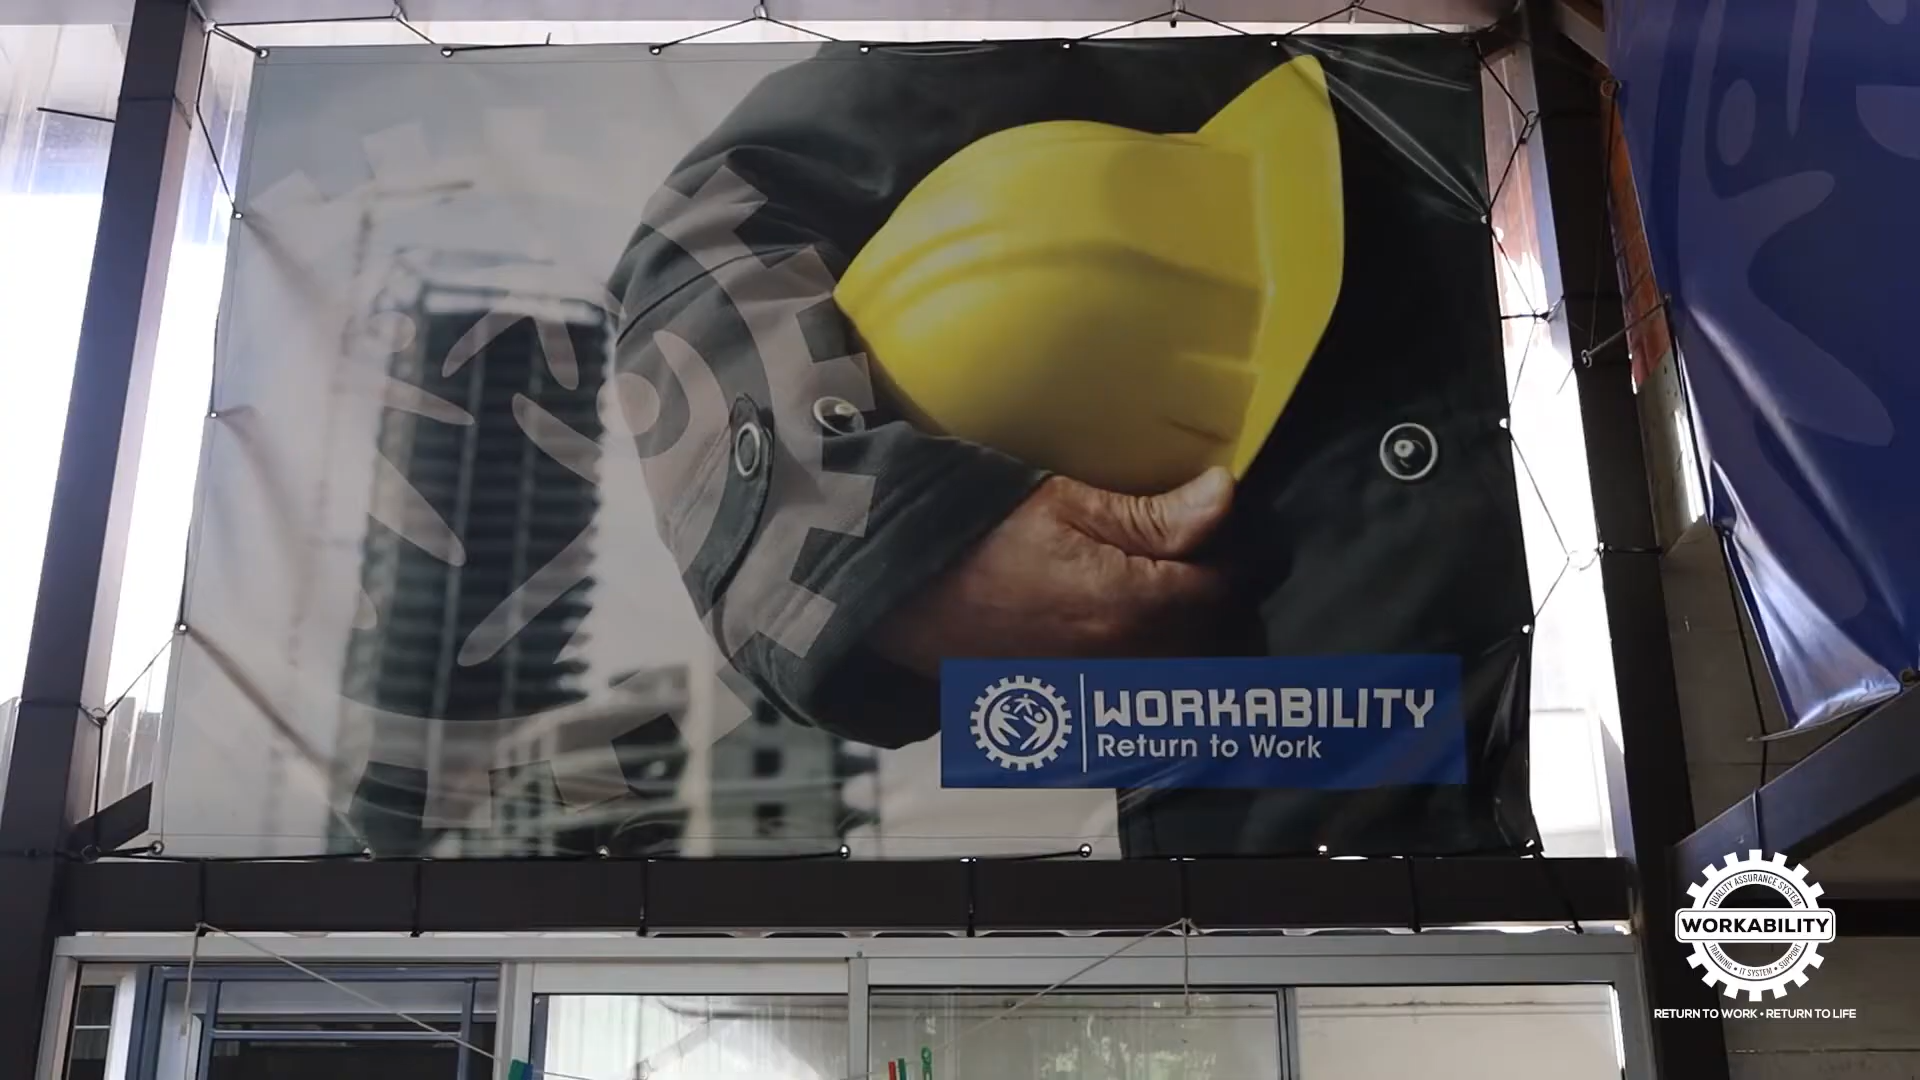 WORKABILITY
Return to Work
QUALITY ASSURANCE SYSTEM
WORKABILITY
TRAINING • IT SYSTEM • SUPPORT
RETURN TO WORK • RETURN TO LIFE